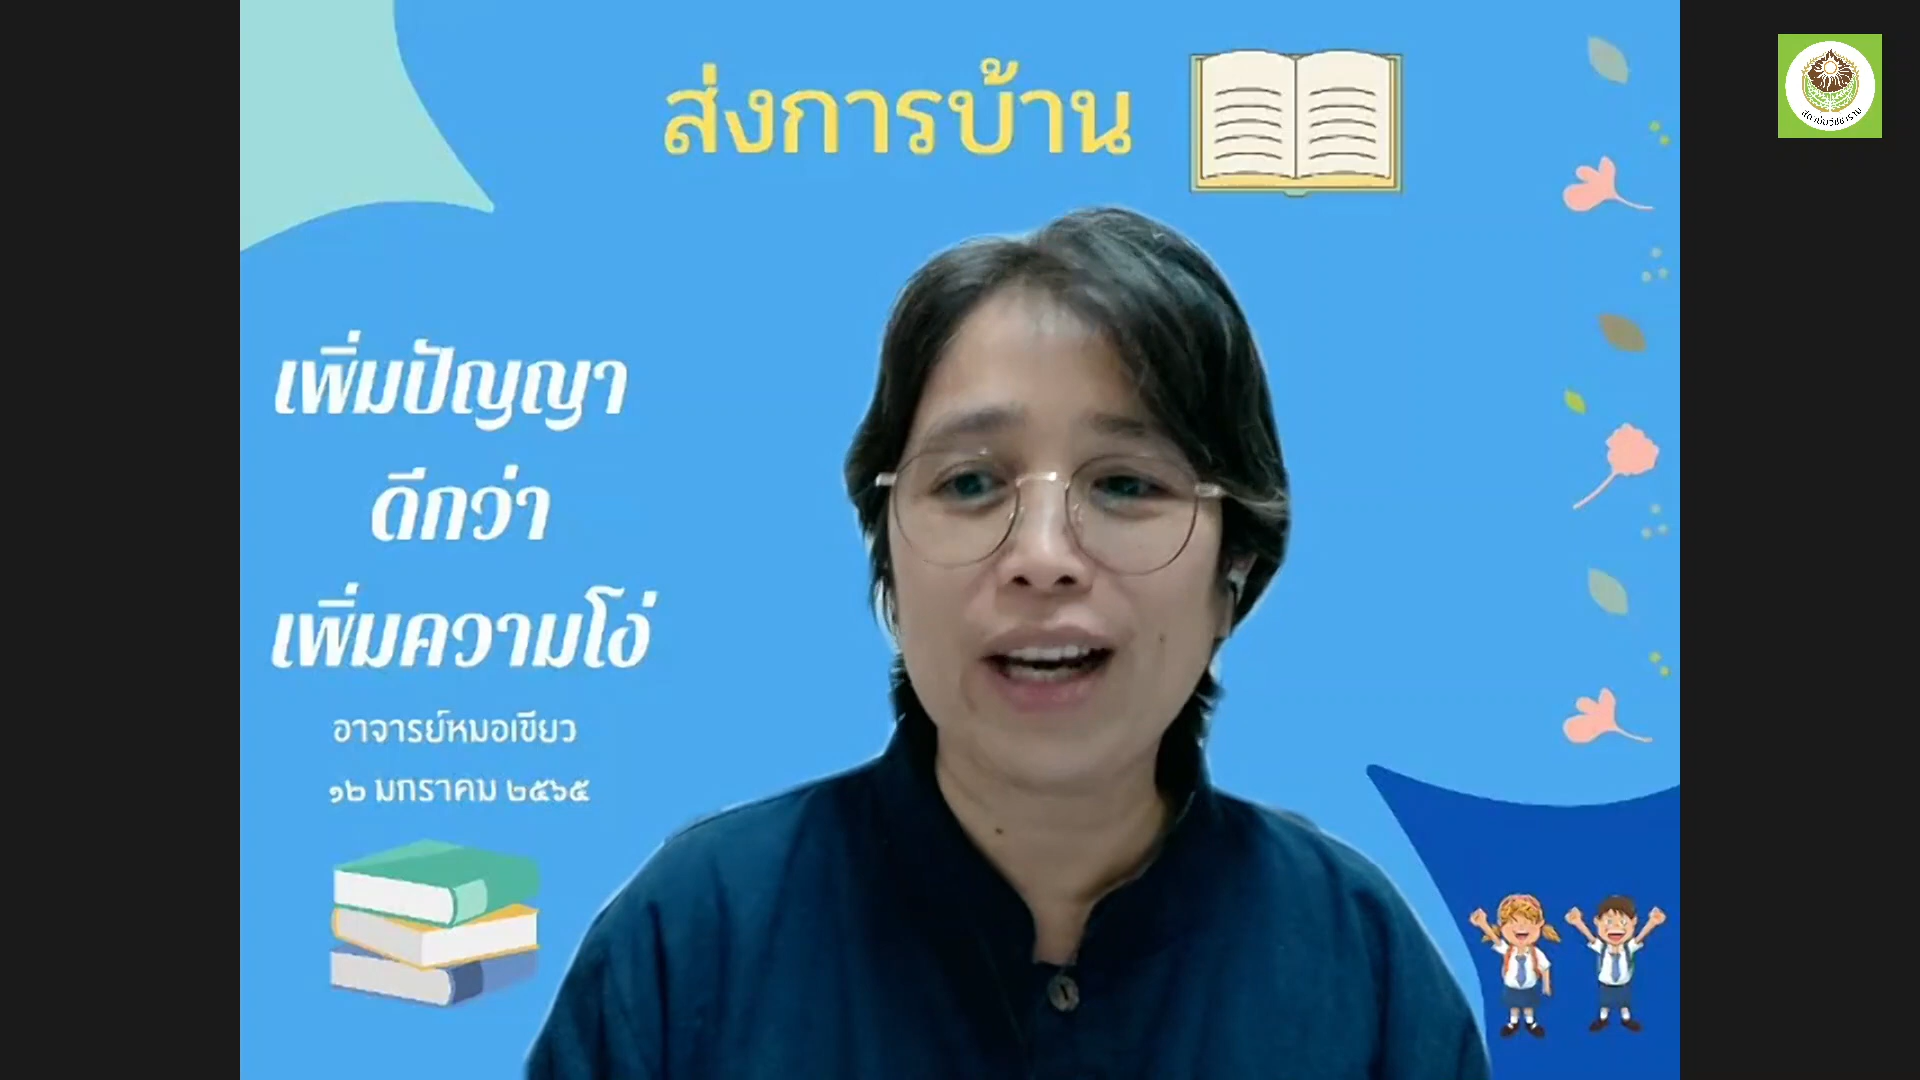 ส่งการบ้าน
เพิ่มปัญญา
ดีกว่า
เพิ่มความโง่
อาจารย์หมอเขียว
๑๒ มกราคม ๒๕๖๕